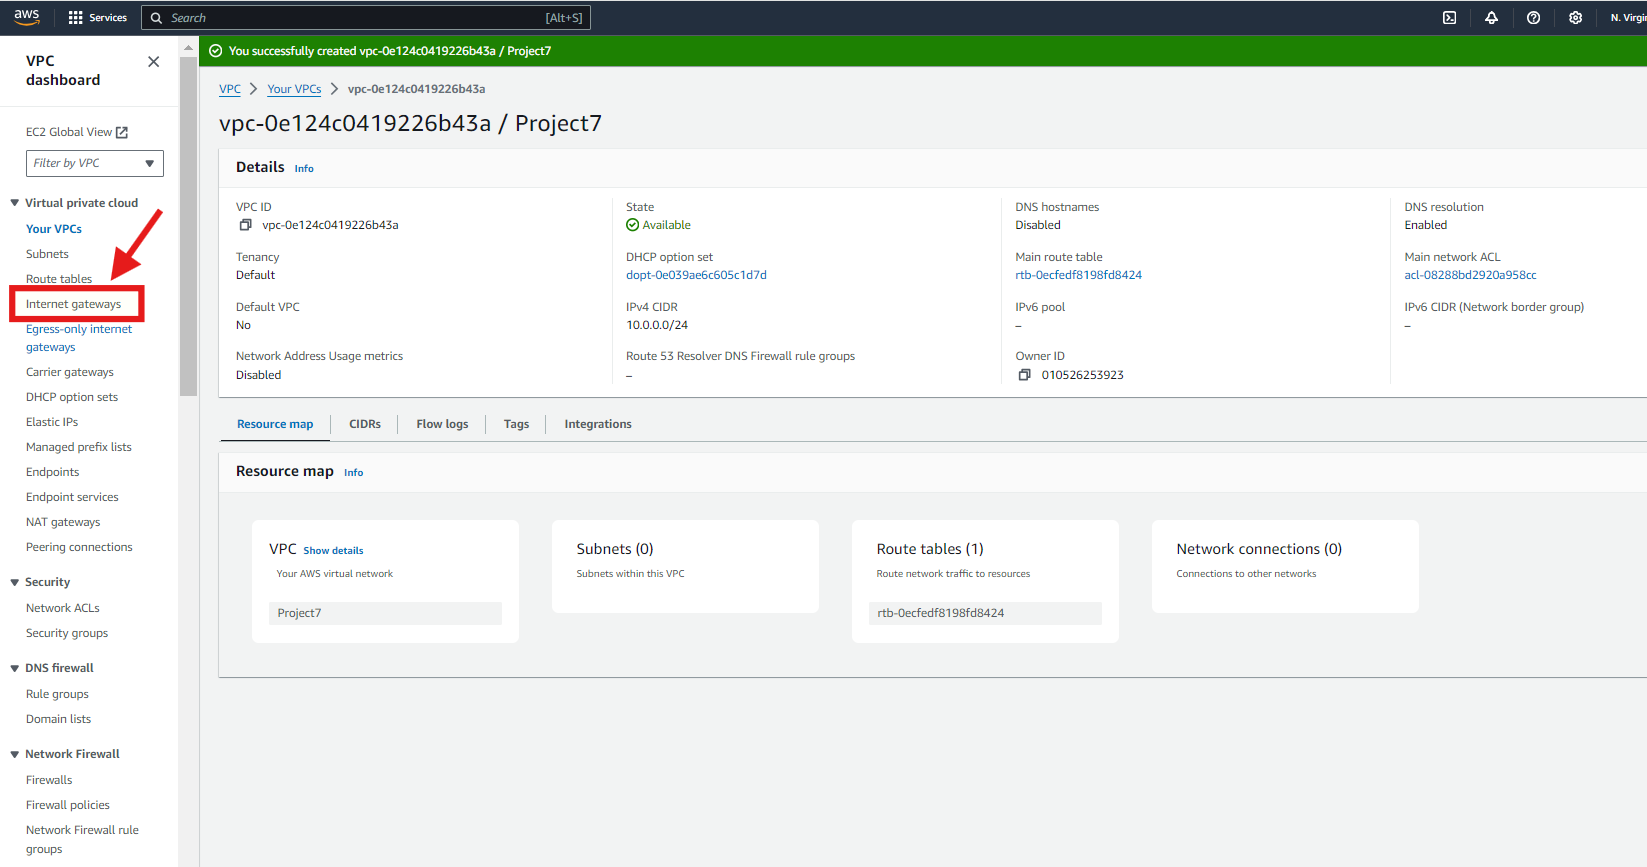 aws
Services
Search
[Alt+S]
N. Virgin
VPC
dashboard
EC2 Global View
Filter by VPC
Virtual private cloud
Your VPCs
Subnets
Route tables
Internet gateways
Egress-only internet
gateways
Carrier gateways
DHCP option sets
Elastic IPs
Managed prefix lists
Endpoints
Endpoint services
NAT gateways
Peering connections
Security
Network ACLs
Security groups
DNS firewall
Rule groups
Domain lists
Network Firewall
Firewalls
Firewall policies
Network Firewall rule
groups
You successfully created vpc-0e124c0419226b43a / Project7
VPC > Your VPCs > vpc-0e124c0419226b43a
vpc-0e124c0419226b43a / Project7
Details Info
VPC ID
vpc-0e124c0419226b43a
State
Available
DNS hostnames
Disabled
DNS resolution
Enabled
Tenancy
Default
DHCP option set
dopt-0e039ae6c605c1d7d
Main route table
rtb-0ecfedf8198fd8424
Main network ACL
acl-08288bd2920a958cc
Default VPC
No
IPv4 CIDR
10.0.0.0/24
IPv6 pool
–
IPv6 CIDR (Network border group)
–
Network Address Usage metrics
Disabled
Route 53 Resolver DNS Firewall rule groups
–
Owner ID
010526253923
Resource map
CIDRs
Flow logs
Tags
Integrations
Resource map Info
VPC Show details
Your AWS virtual network
Project7
Subnets (0)
Subnets within this VPC
Route tables (1)
Route network traffic to resources
rtb-0ecfedf8198fd8424
Network connections (0)
Connections to other networks